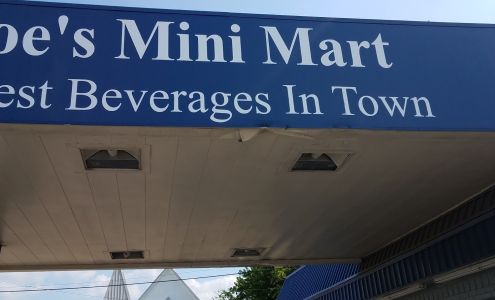 oe's Mini Mart
est Beverages In Town